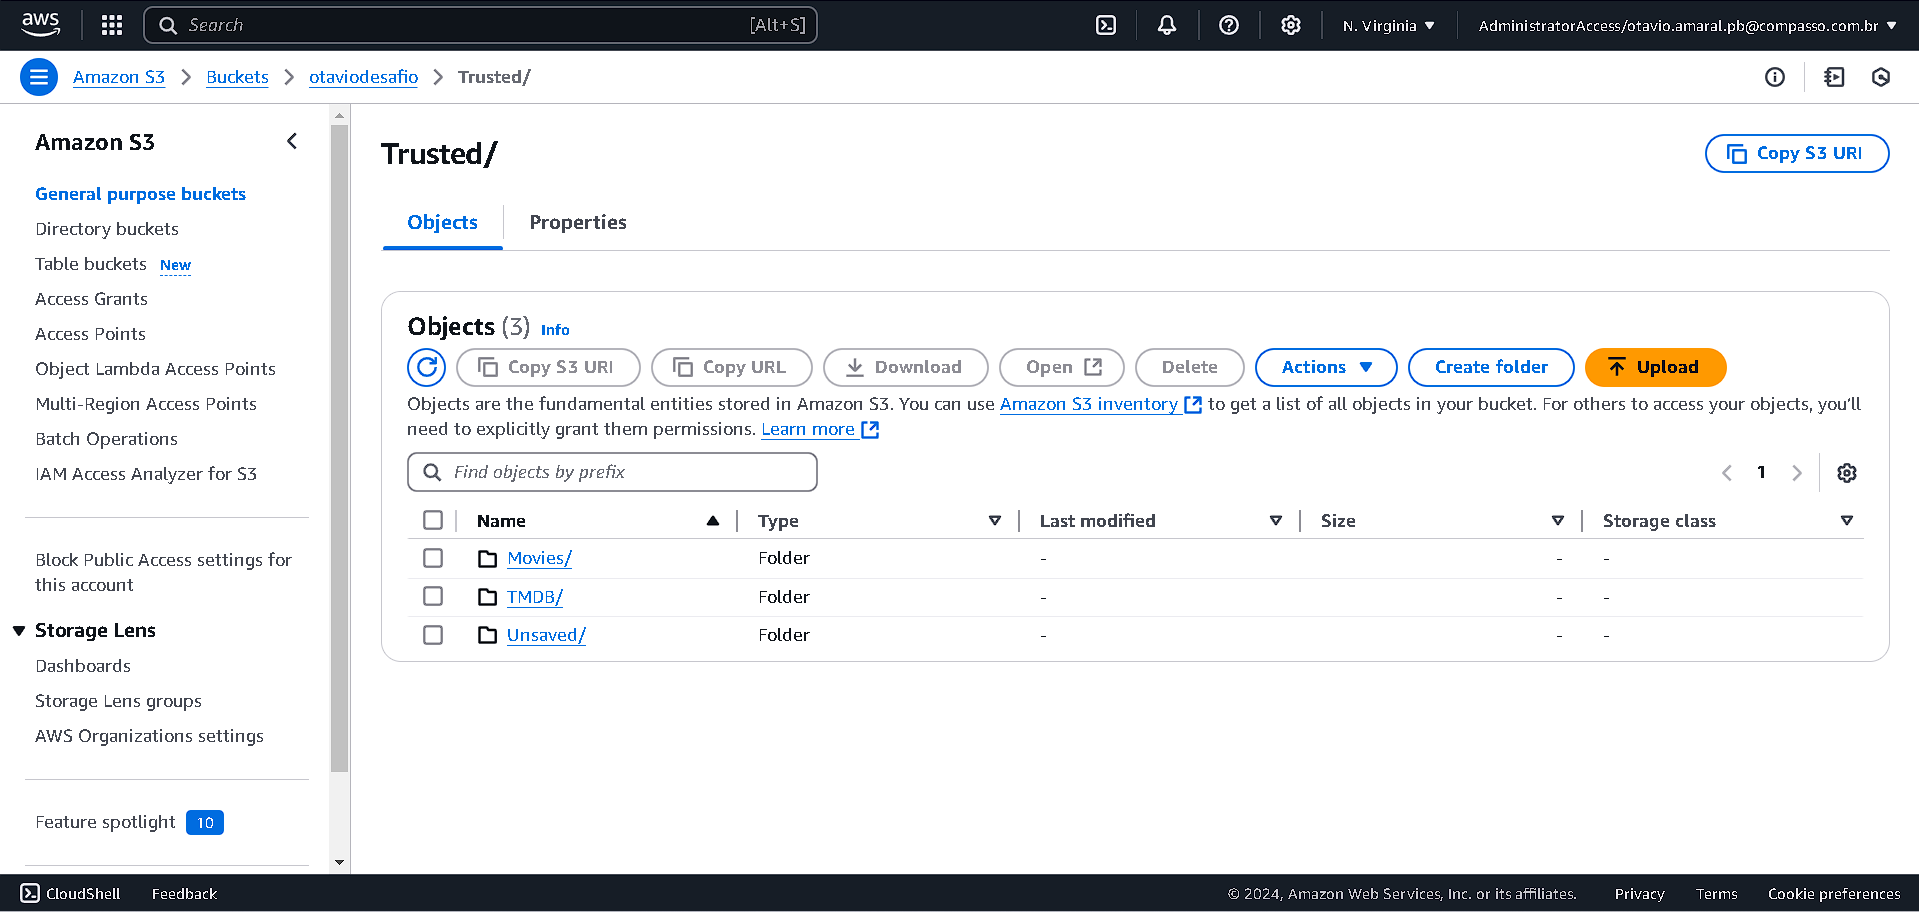 aws
Search [Alt+S]
N. Virginia
AdministratorAccess/otavio.amaral.pb@compasso.com.br
Amazon S3 > Buckets > otaviodesafio > Trusted/
Amazon S3
General purpose buckets
Directory buckets
Table buckets New
Access Grants
Access Points
Object Lambda Access Points
Multi-Region Access Points
Batch Operations
IAM Access Analyzer for S3
Block Public Access settings for
this account
Storage Lens
Dashboards
Storage Lens groups
AWS Organizations settings
Feature spotlight 10
Trusted/
Copy S3 URI
Objects Properties
Objects (3) Info
Copy S3 URI Copy URL Download Open Delete Actions Create folder Upload
Objects are the fundamental entities stored in Amazon S3. You can use Amazon S3 inventory to get a list of all objects in your bucket. For others to access your objects, you'll
need to explicitly grant them permissions. Learn more
Find objects by prefix
1
Name Type Last modified Size Storage class
Movies/ Folder - - -
TMDB/ Folder - - -
Unsaved/ Folder - - -
CloudShell Feedback
© 2024, Amazon Web Services, Inc. or its affiliates. Privacy Terms Cookie preferences